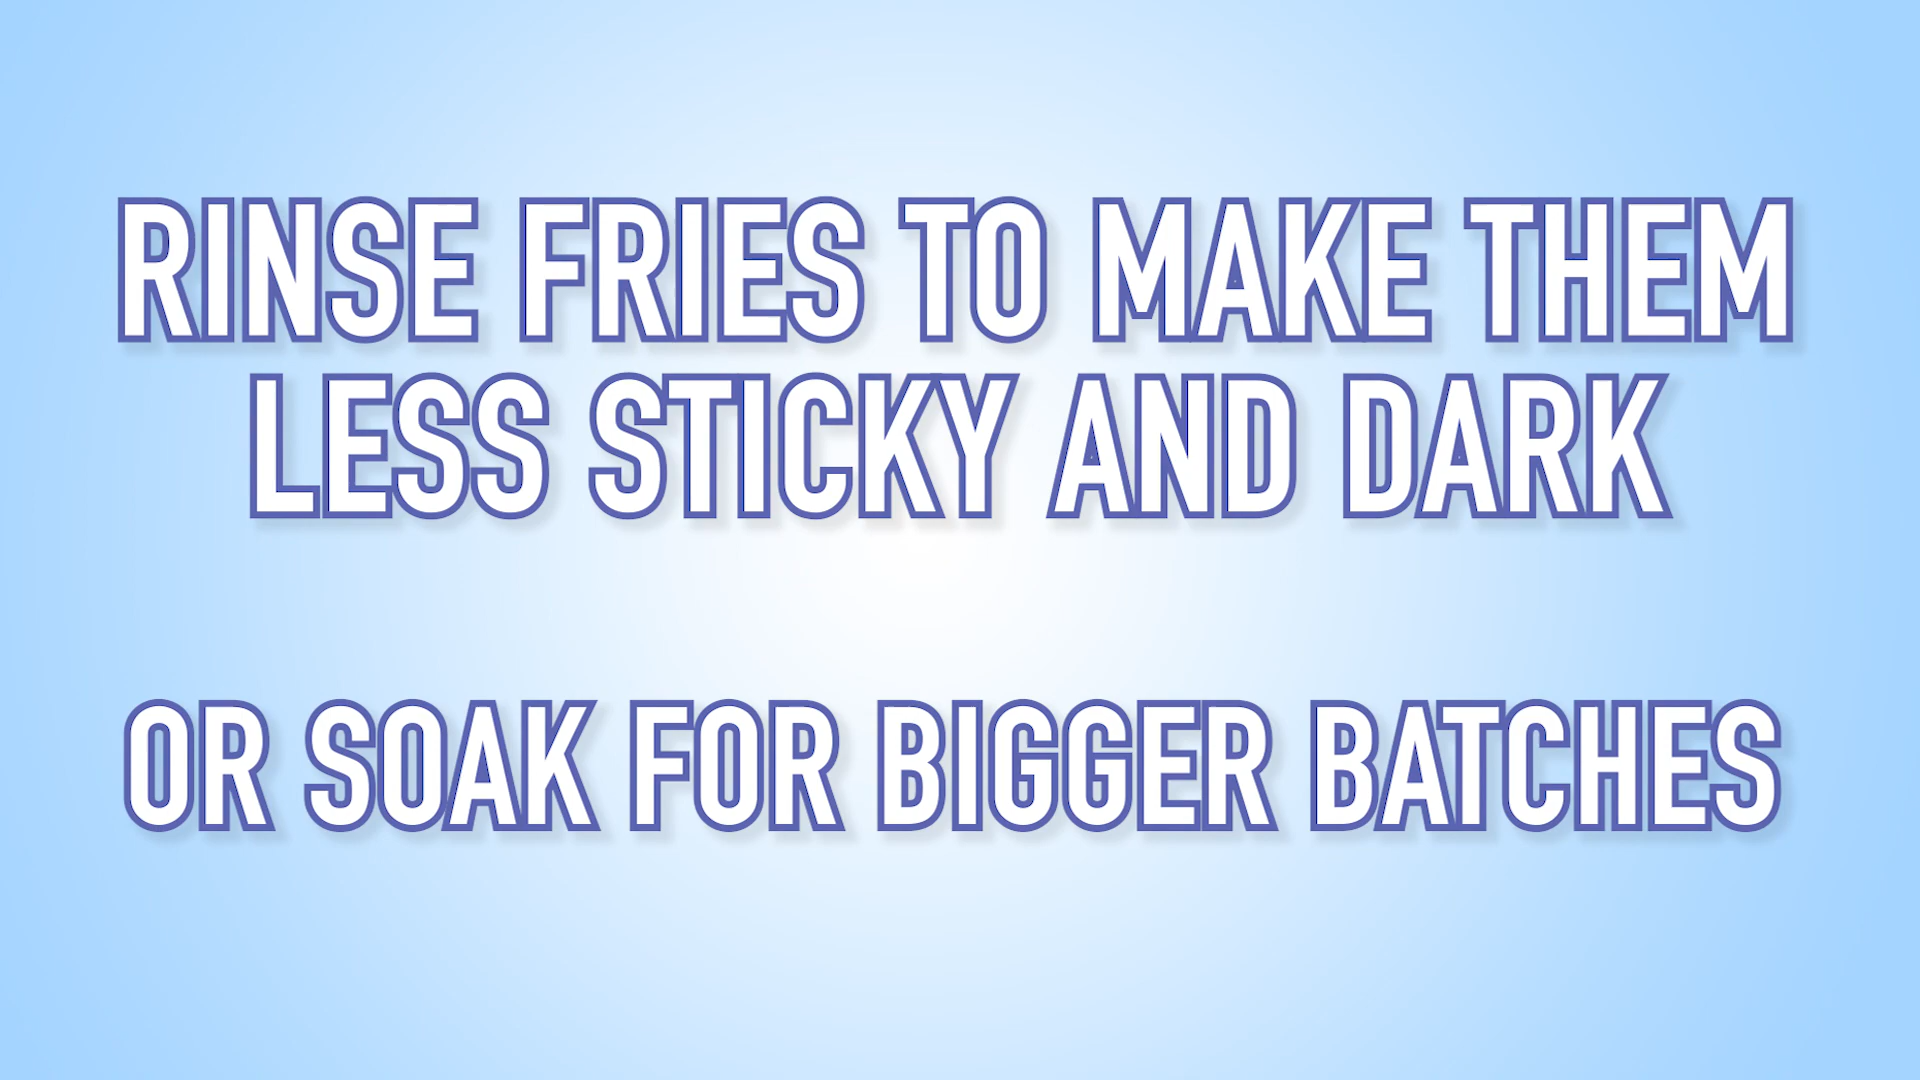 RINSE FRIES TO MAKE THEM
LESS STICKY AND DARK
OR SOAK FOR BIGGER BATCHES